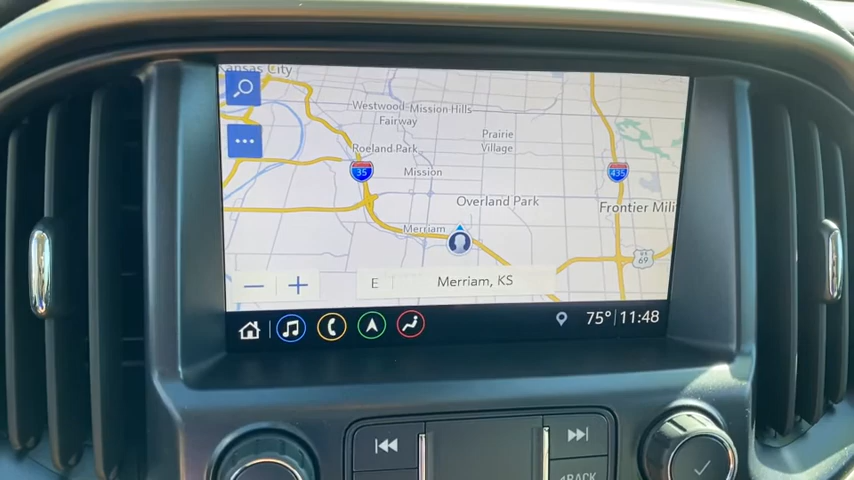 Kansas City
Westwood Mission Hills
Fairway
Prairie
Village
Roeland Park
35
Mission
435
Overland Park
Frontier Mili
Merriam
69
E
Merriam, KS
75° 11:48
BACK